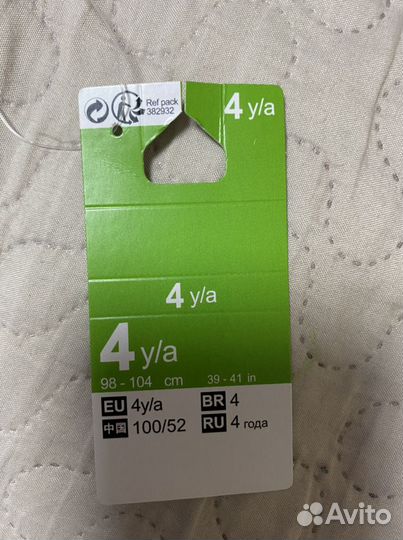 Ref pack
382932
4 y/a
4 y/a
4 y/a
98 - 104 cm 39 - 41 in
EU 4y/a BR 4
中国 100/52 RU 4 года
Avito